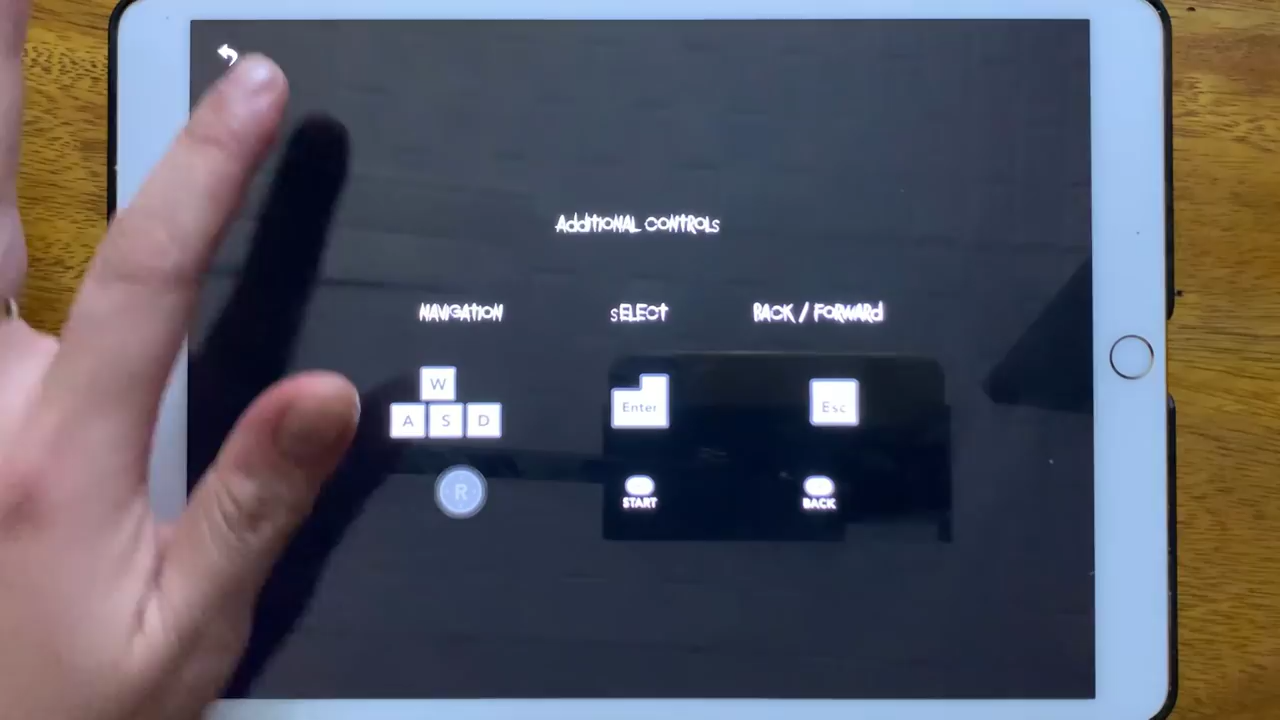 AdditiONAL CONTROLs
NAViGATiON
sELECT
BACK / FORWARd
W
A S D
Enter
Esc
R
START
BACK